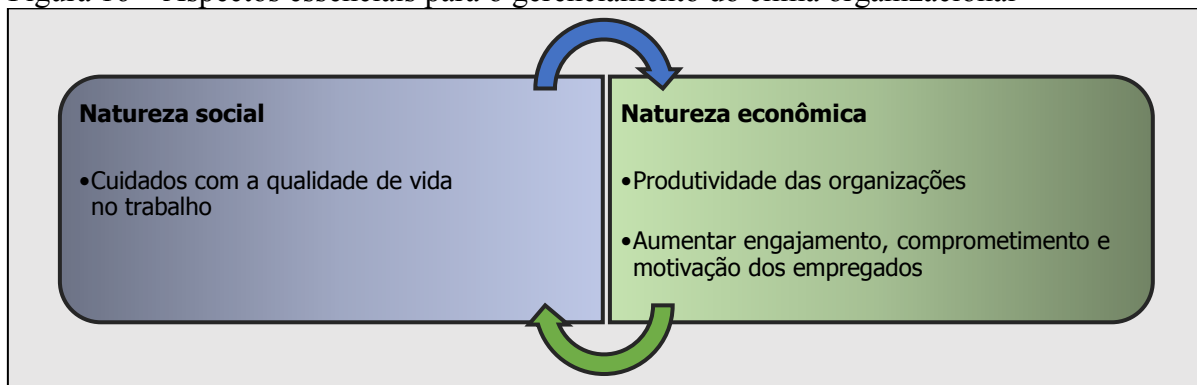 Figura 10 – Aspectos essenciais para o gerenciamento do clima organizacional
Natureza social
•Cuidados com a qualidade de vida
no trabalho
Natureza econômica
•Produtividade das organizações
•Aumentar engajamento, comprometimento e
motivação dos empregados